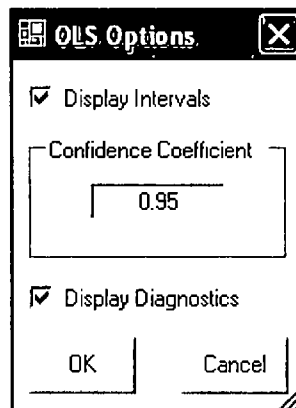 OLS Options
Display Intervals
Confidence Coefficient
0.95
Display Diagnostics
OK
Cancel